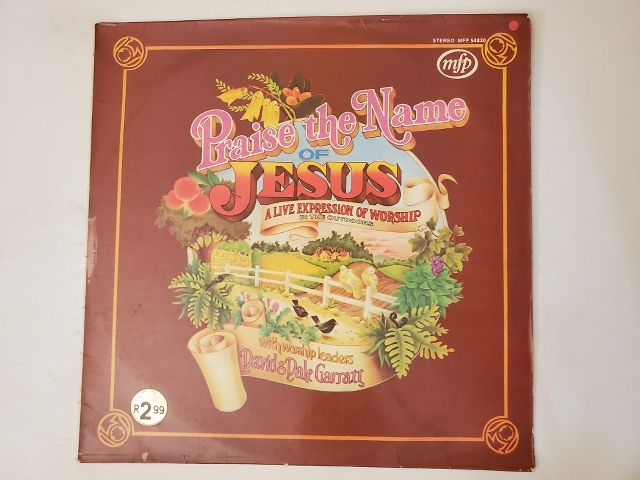 STEREO MFP 54830
mfp
Praise the Name
OF
JESUS
A LIVE EXPRESSION OF WORSHIP
IN THE OUTDOORS
with worship leaders
David & Dale Garratt
R2.99